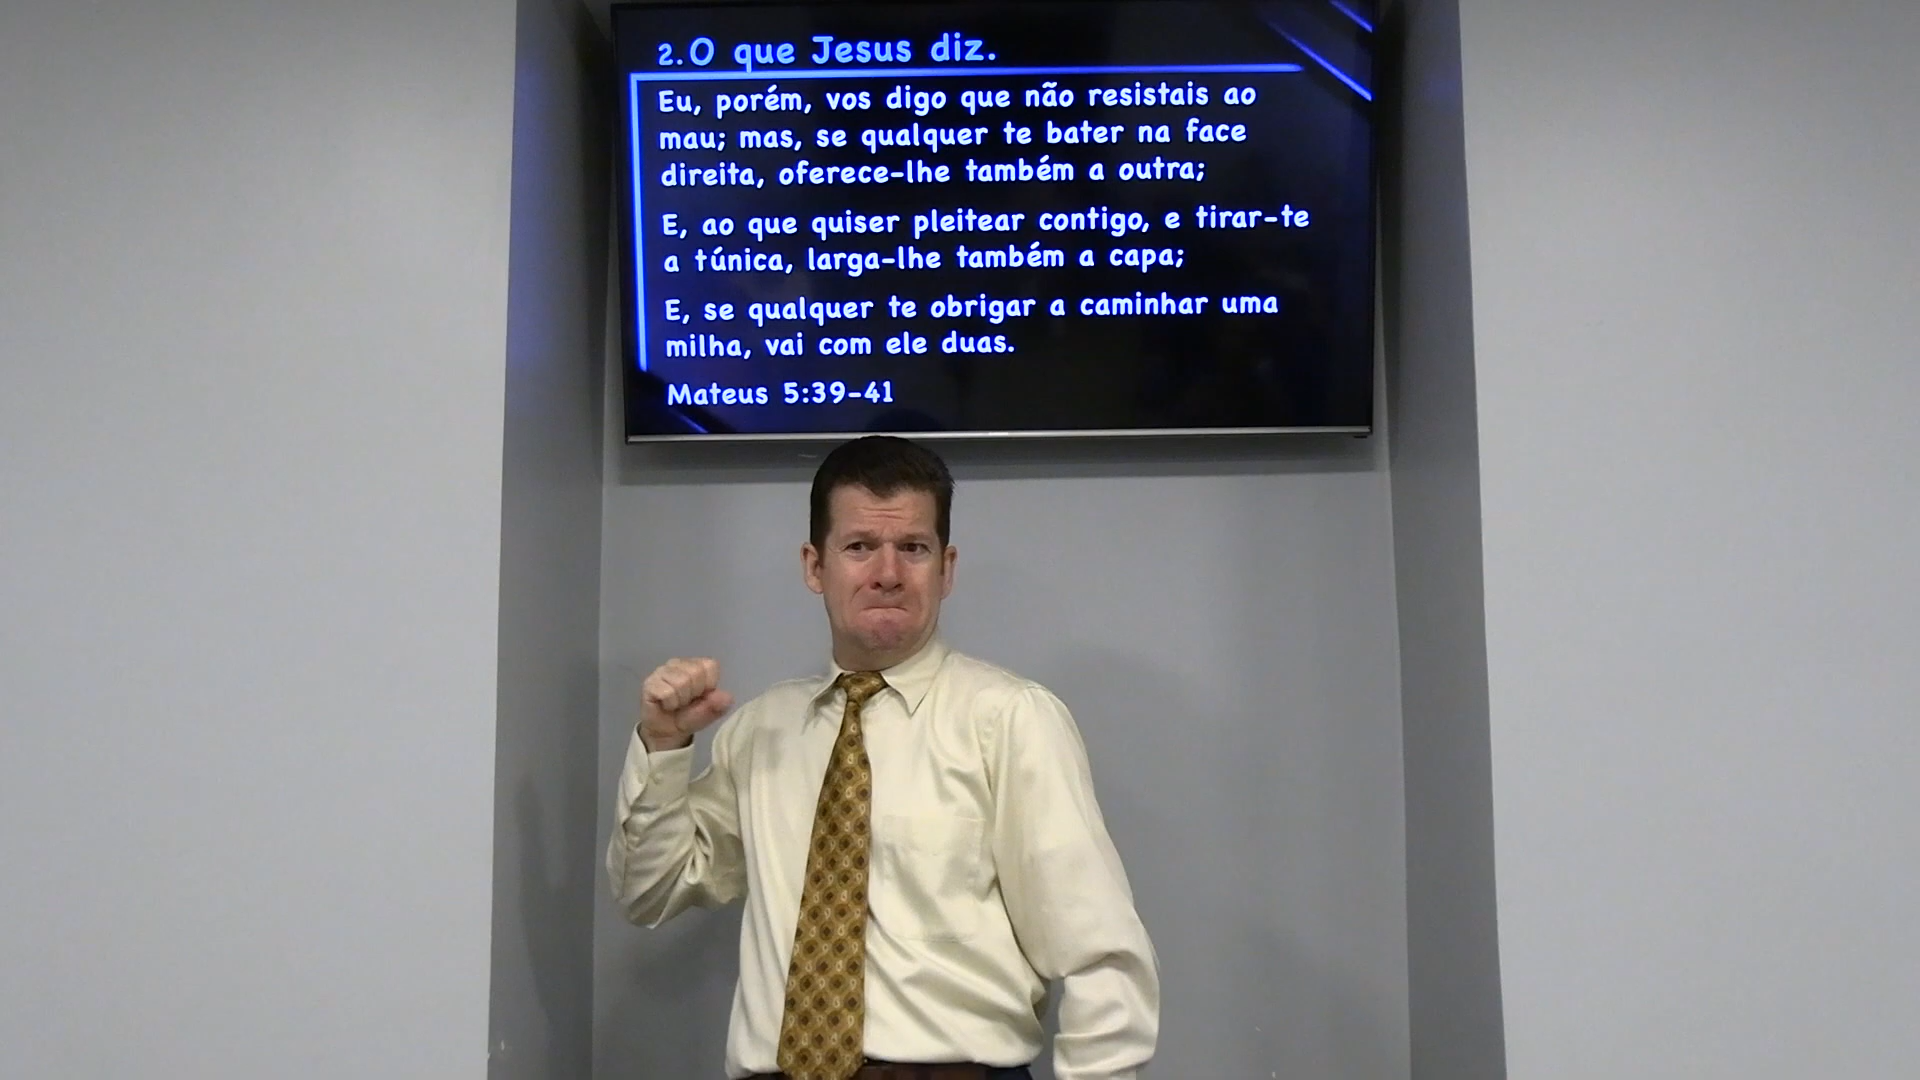 2. O que Jesus diz.
Eu, porém, vos digo que não resistais ao
mau; mas, se qualquer te bater na face
direita, oferece-lhe também a outra;
E, ao que quiser pleitear contigo, e tirar-te
a túnica, larga-lhe também a capa;
E, se qualquer te obrigar a caminhar uma
milha, vai com ele duas.
Mateus 5:39-41